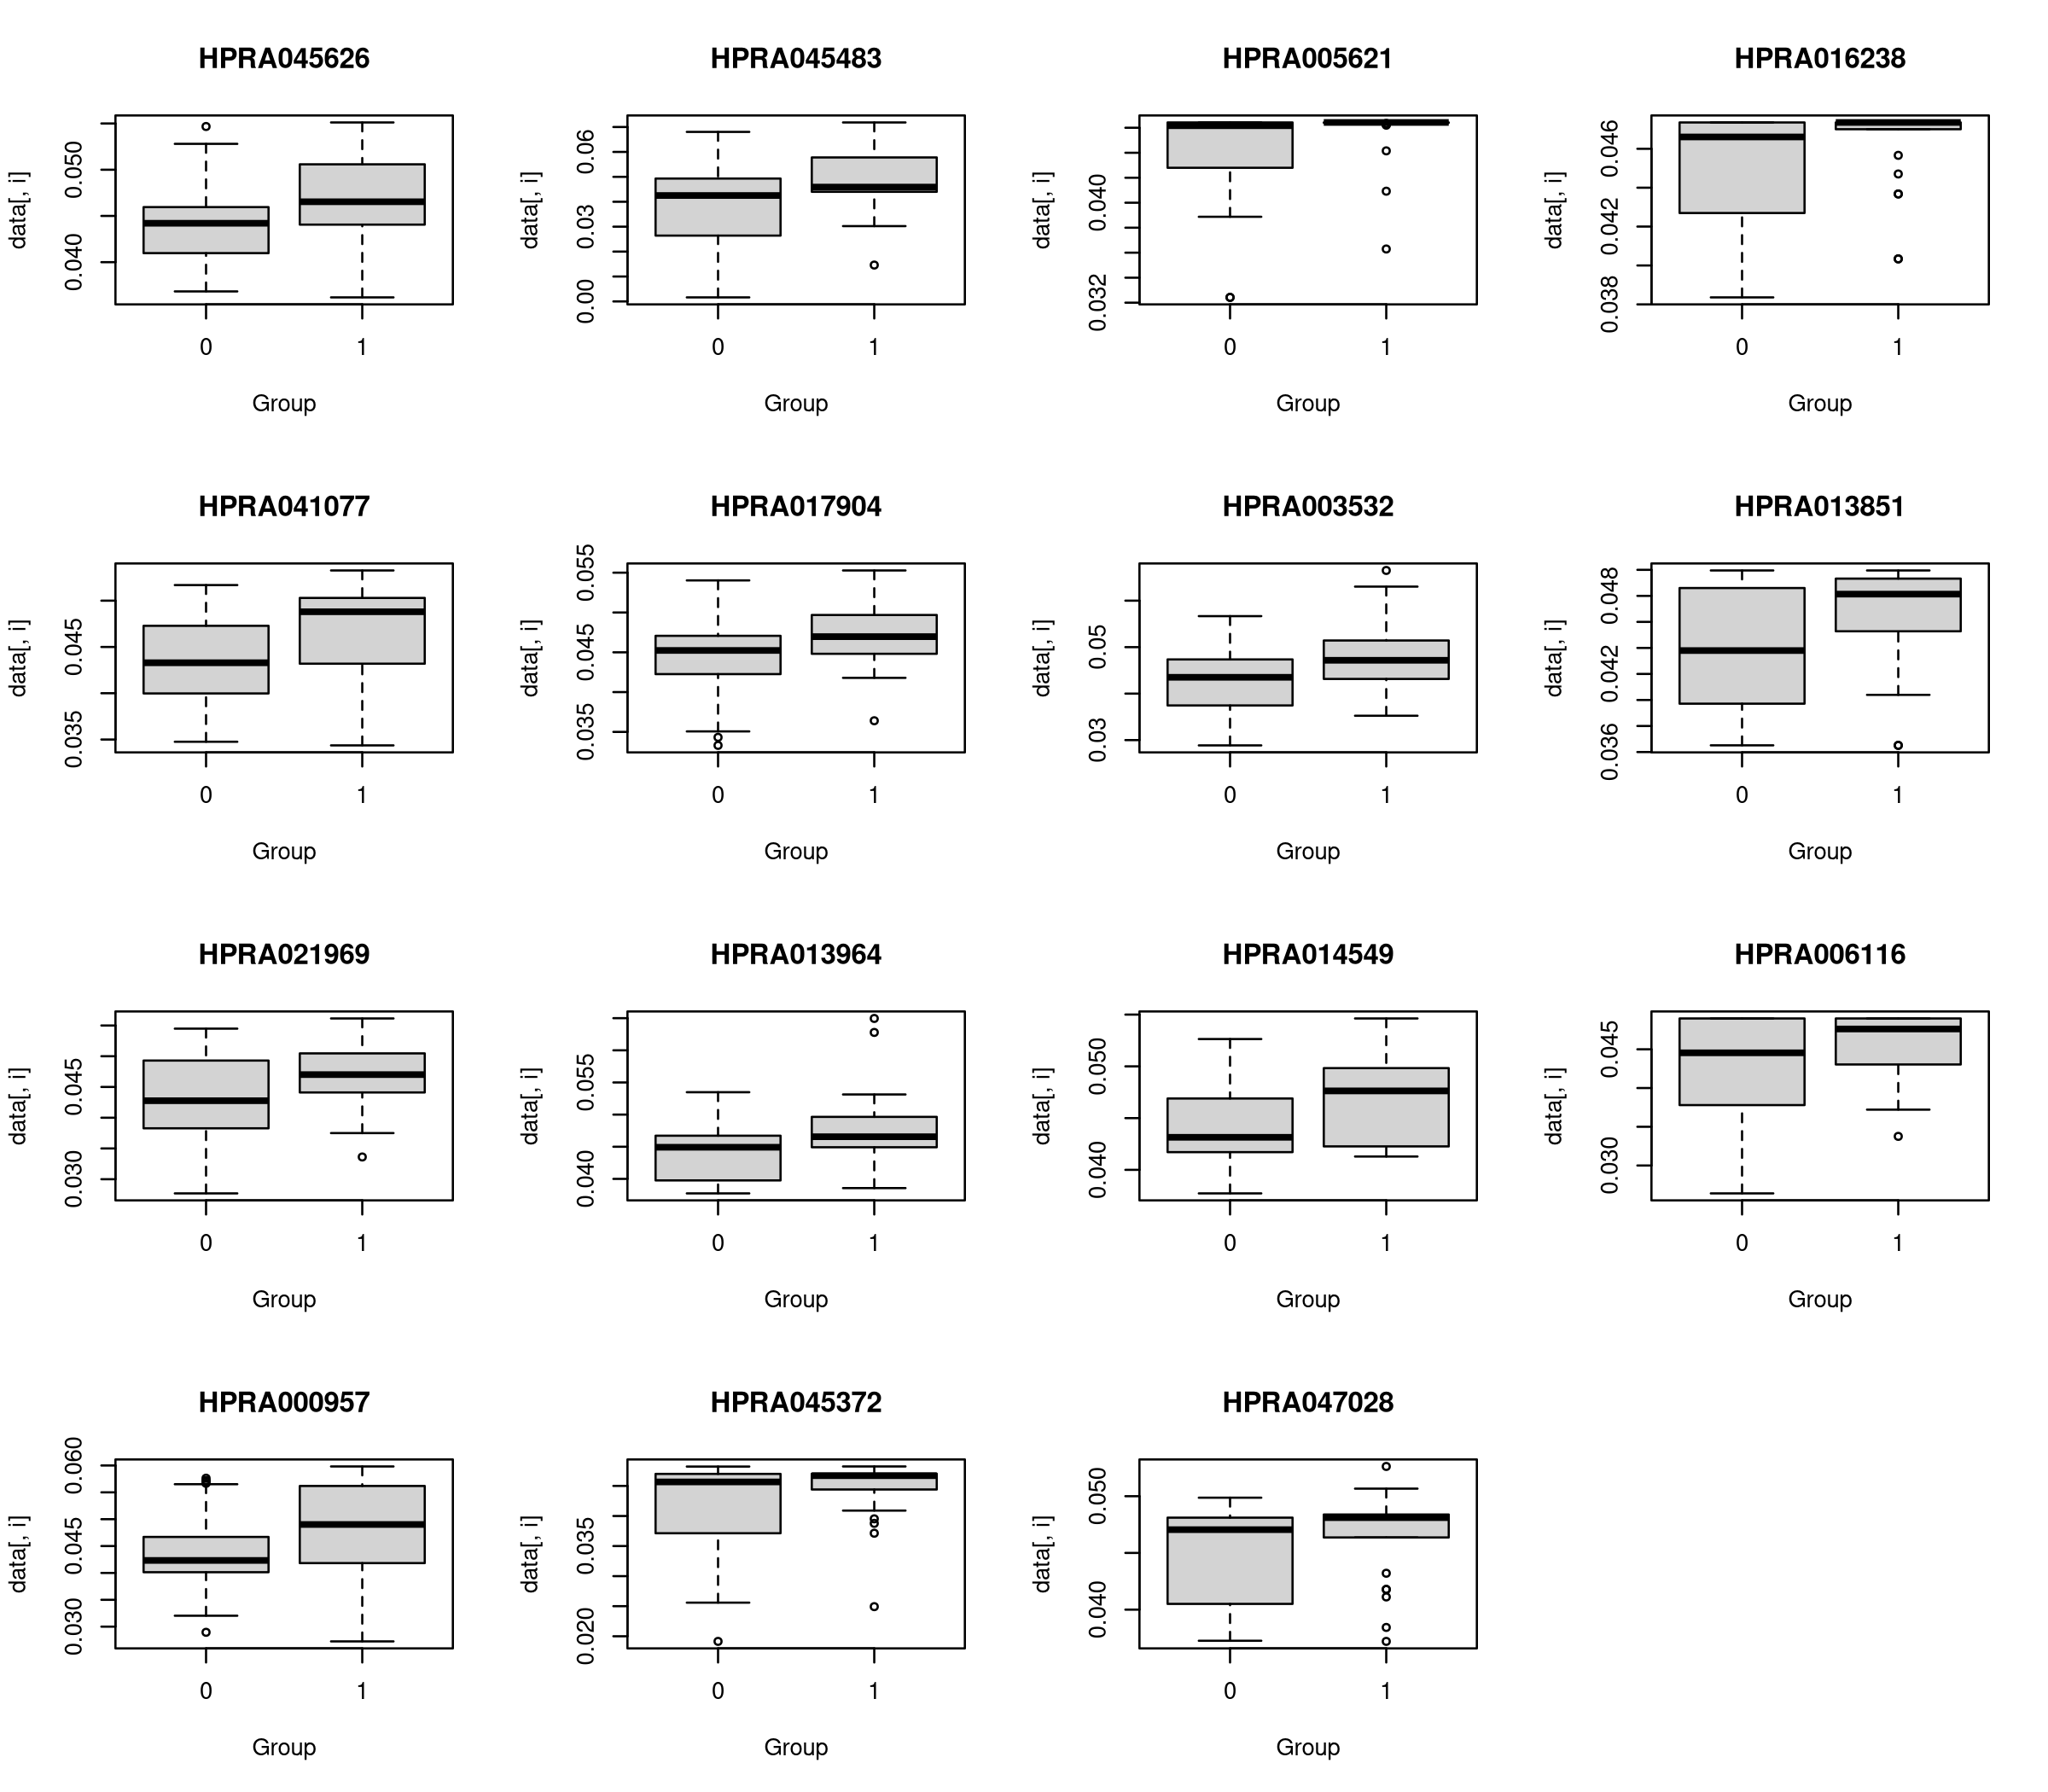 HPRA045626
data[, i]
0.040
0.050
0 1
Group
HPRA045483
data[, i]
0.00
0.03
0.06
0 1
Group
HPRA005621
data[, i]
0.032
0.040
0 1
Group
HPRA016238
data[, i]
0.038
0.042
0.046
0 1
Group
HPRA041077
data[, i]
0.035
0.045
0 1
Group
HPRA017904
data[, i]
0.035
0.045
0.055
0 1
Group
HPRA003532
data[, i]
0.03
0.05
0 1
Group
HPRA013851
data[, i]
0.036
0.042
0.048
0 1
Group
HPRA021969
data[, i]
0.030
0.045
0 1
Group
HPRA013964
data[, i]
0.040
0.055
0 1
Group
HPRA014549
data[, i]
0.040
0.050
0 1
Group
HPRA006116
data[, i]
0.030
0.045
0 1
Group
HPRA000957
data[, i]
0.030
0.045
0.060
0 1
Group
HPRA045372
data[, i]
0.020
0.035
0 1
Group
HPRA047028
data[, i]
0.040
0.050
0 1
Group